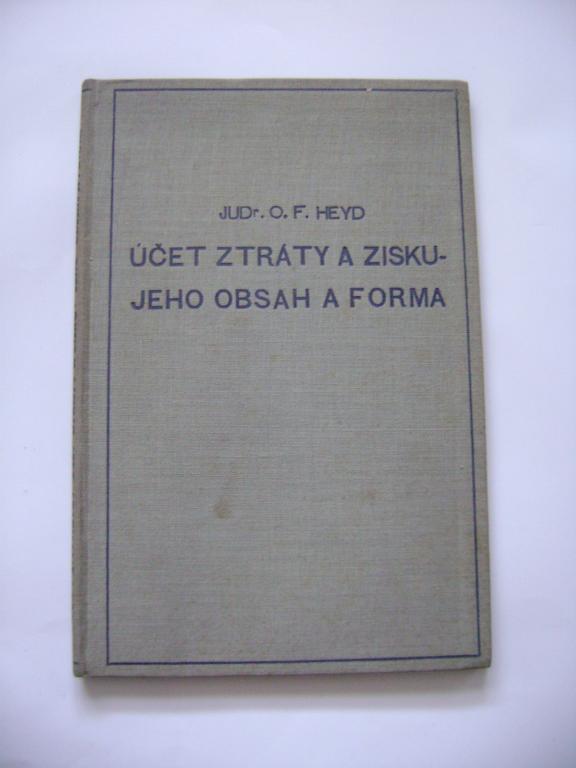 JUDr. O. F. HEYD
ÚČET ZTRÁTY A ZISKU-
JEHO OBSAH A FORMA